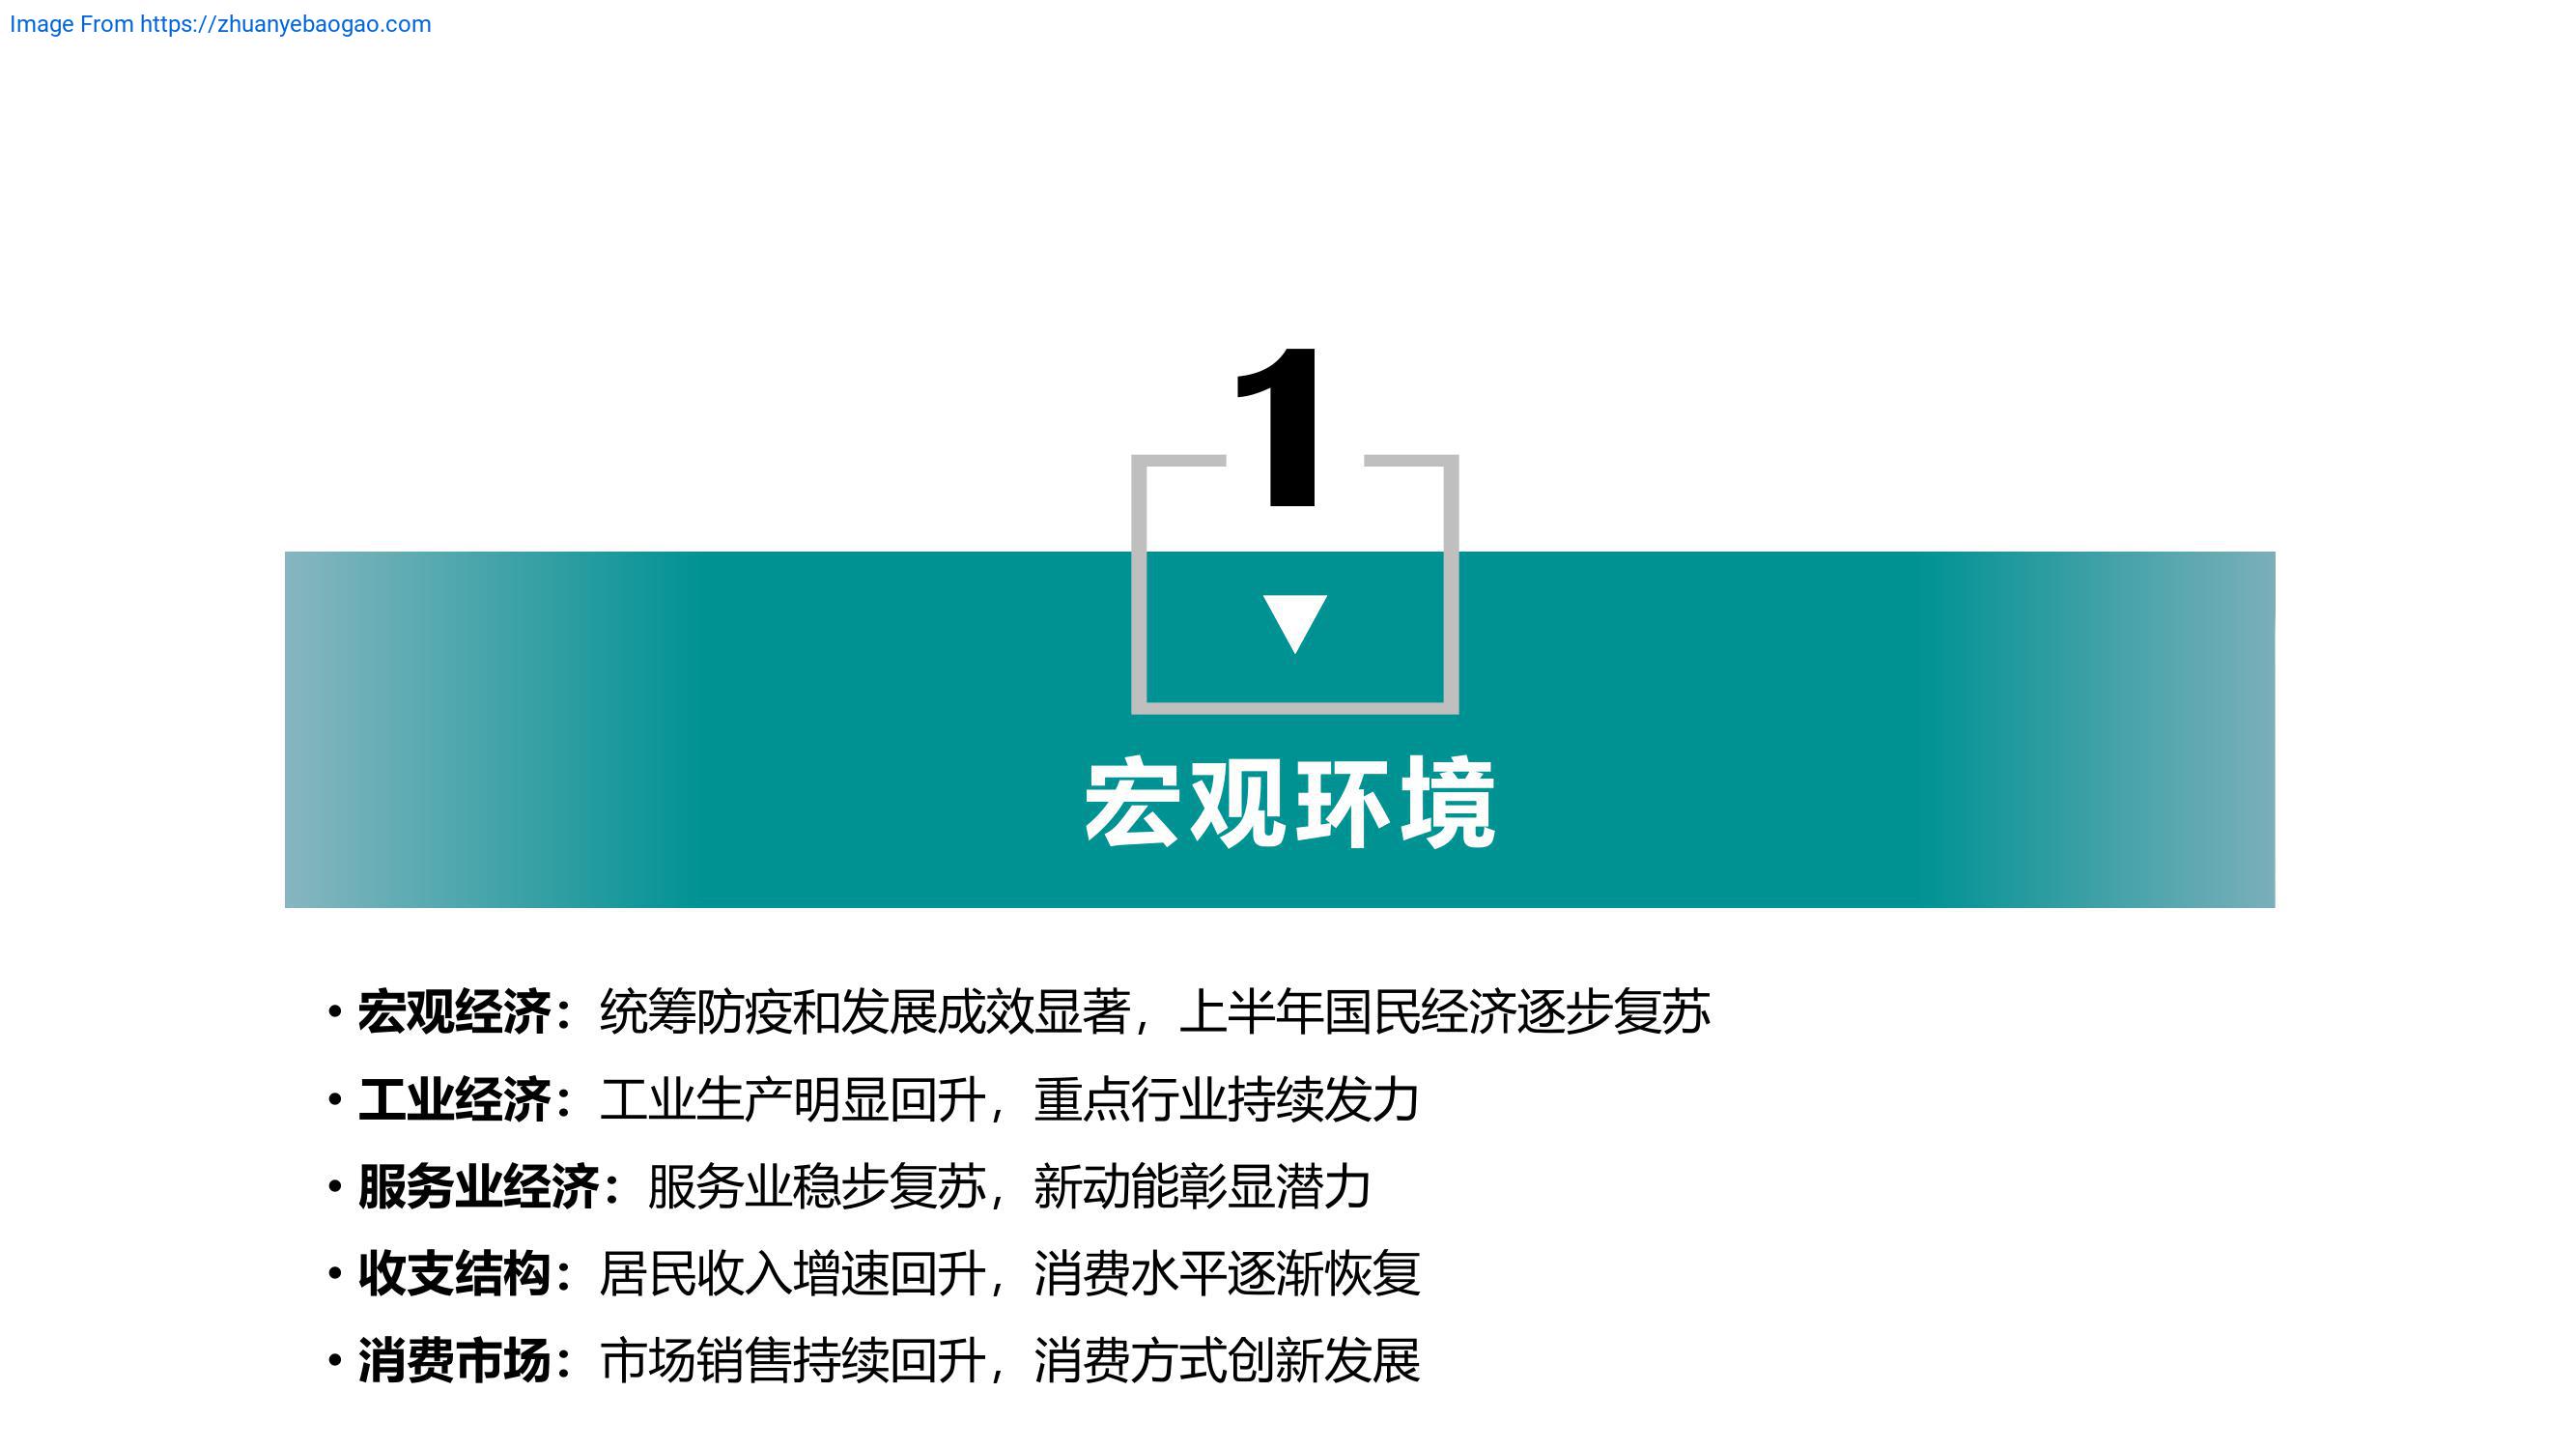 Image From https://zhuanyebaogao.com
1
宏观环境
• 宏观经济：统筹防疫和发展成效显著，上半年国民经济逐步复苏
• 工业经济：工业生产明显回升，重点行业持续发力
• 服务业经济：服务业稳步复苏，新动能彰显潜力
• 收支结构：居民收入增速回升，消费水平逐渐恢复
• 消费市场：市场销售持续回升，消费方式创新发展